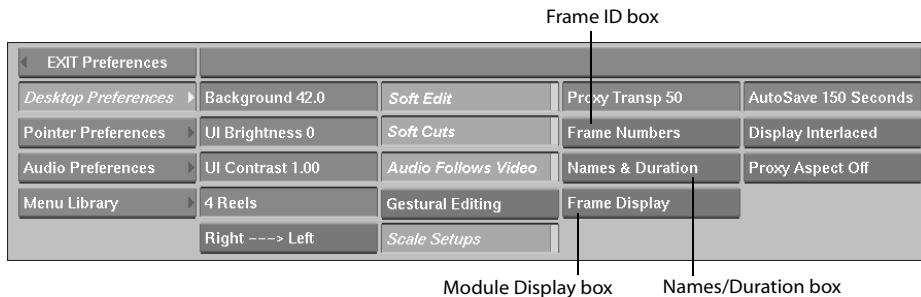 Frame ID box
EXIT Preferences
Desktop Preferences Background 42.0 Soft Edit Proxy Transp 50 AutoSave 150 Seconds
Pointer Preferences UI Brightness 0 Soft Cuts Frame Numbers Display Interlaced
Audio Preferences UI Contrast 1.00 Audio Follows Video Names & Duration Proxy Aspect Off
Menu Library 4 Reels Gestural Editing Frame Display
Right ---> Left Scale Setups
Module Display box Names/Duration box